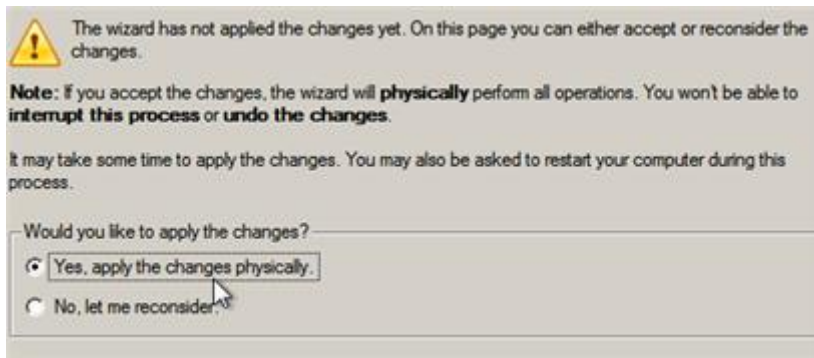 The wizard has not applied the changes yet. On this page you can either accept or reconsider the
changes.
Note: If you accept the changes, the wizard will physically perform all operations. You won't be able to
interrupt this process or undo the changes.
It may take some time to apply the changes. You may also be asked to restart your computer during this
process.
Would you like to apply the changes?
Yes, apply the changes physically.
No, let me reconsider.